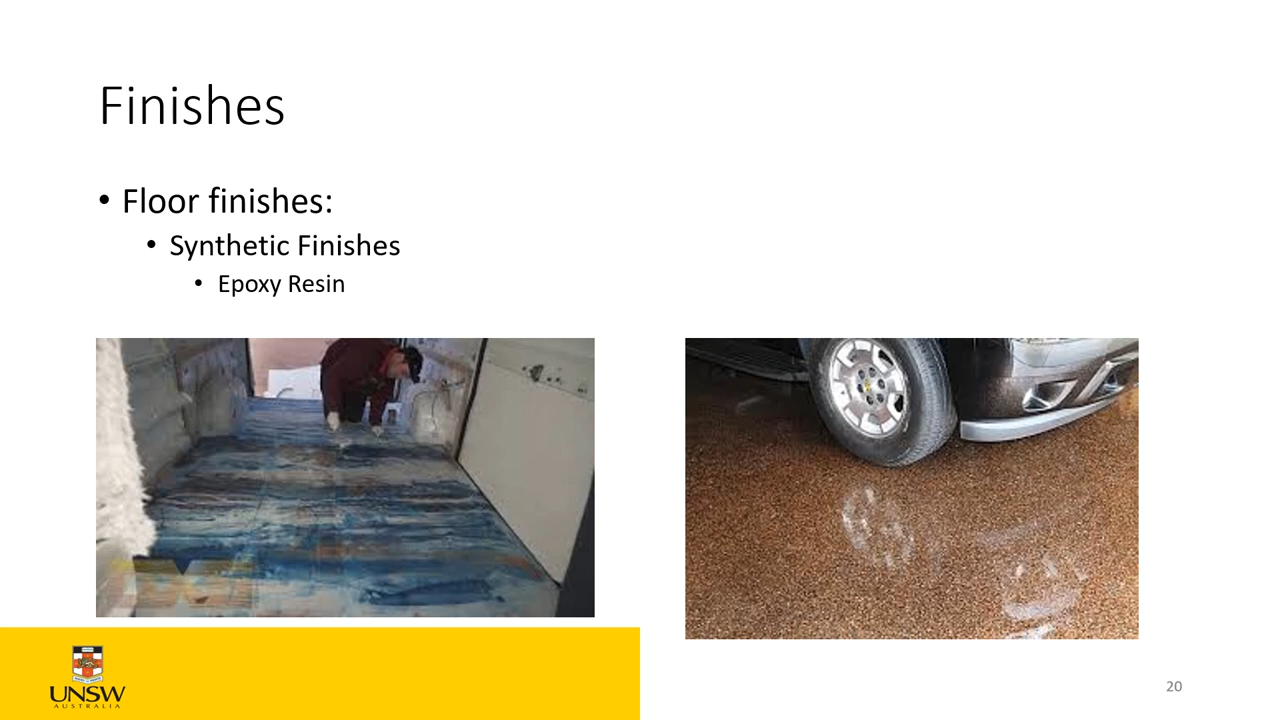 Finishes
• Floor finishes:
• Synthetic Finishes
• Epoxy Resin
UNSW
AUSTRALIA
20